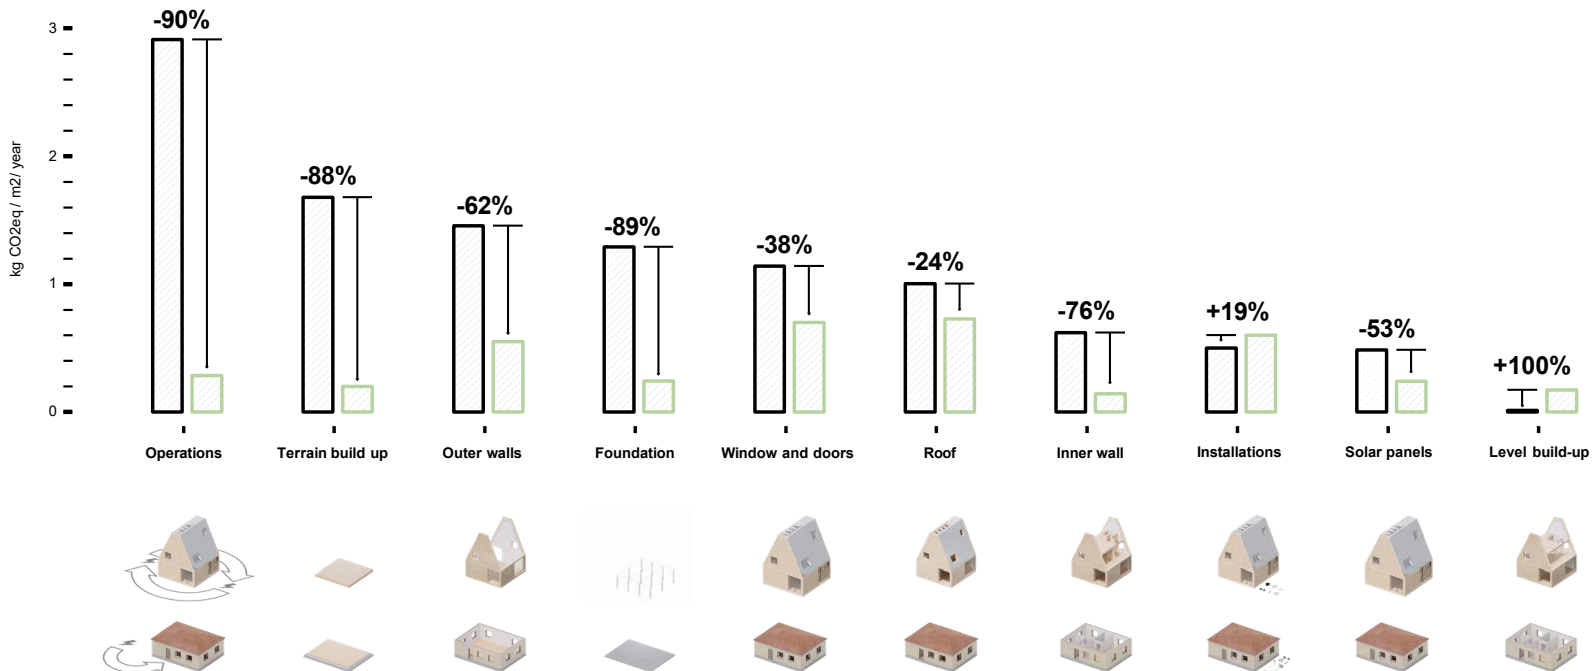 -90%
3
-88%
2
-62%
-89%
-38%
-24%
-76%
+19%
-53%
+100%
1
0
kg CO2eq / m2/ year
Operations
Terrain build up
Outer walls
Foundation
Window and doors
Roof
Inner wall
Installations
Solar panels
Level build-up